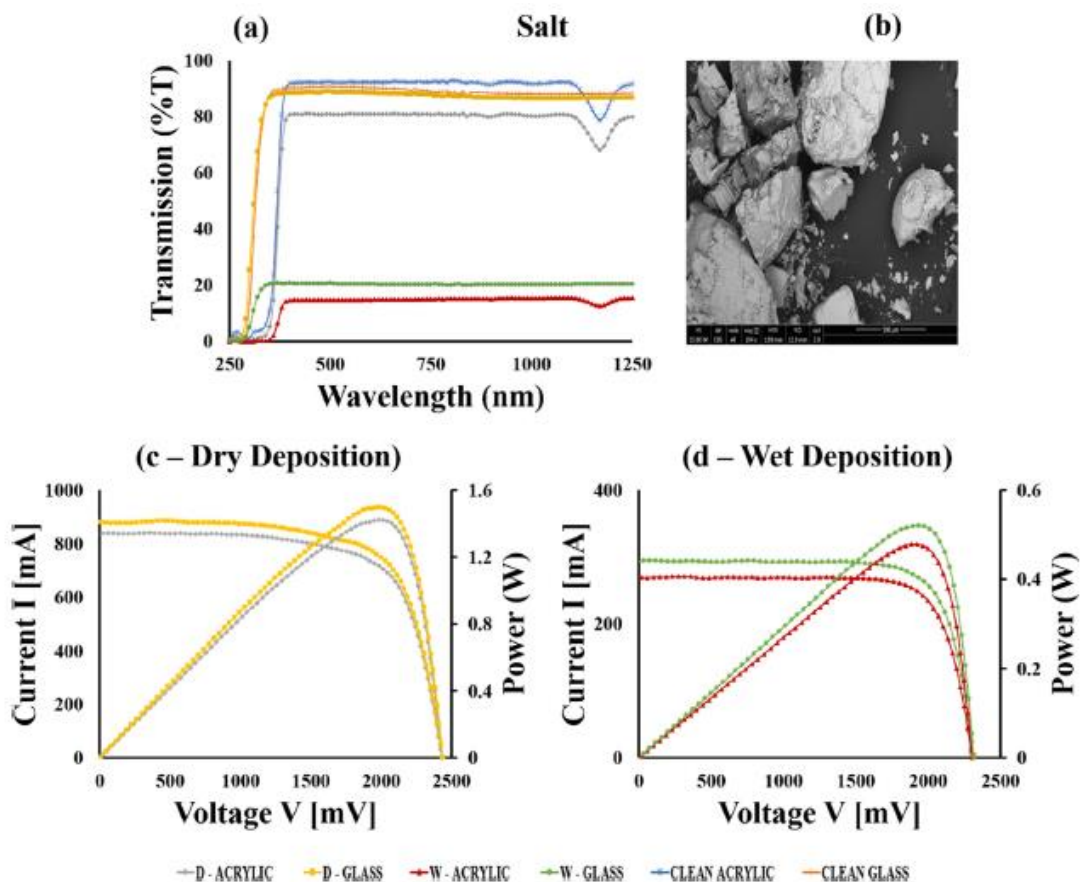 (a) Salt (b)
Transmission (%T)
100
80
60
40
20
0
250 500 750 1000 1250
Wavelength (nm)
(c – Dry Deposition)
Current I [mA]
1000
800
600
400
200
0
1.6
1.2
0.8
0.4
0
Power (W)
0 500 1000 1500 2000 2500
Voltage V [mV]
(d – Wet Deposition)
Current I [mA]
400
200
0
0.6
0.4
0.2
0
Power (W)
0 500 1000 1500 2000 2500
Voltage V [mV]
D - ACRYLIC D - GLASS W - ACRYLIC W - GLASS CLEAN ACRYLIC CLEAN GLASS